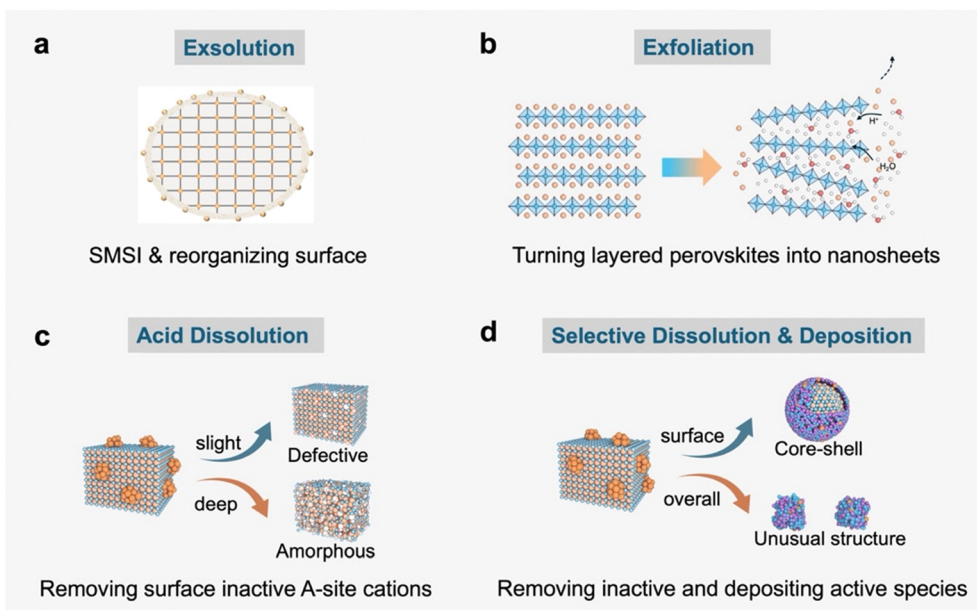 a
Exsolution
SMSI & reorganizing surface
b
Exfoliation
H⁺
H₂O
Turning layered perovskites into nanosheets
c
Acid Dissolution
slight
Defective
deep
Amorphous
Removing surface inactive A-site cations
d
Selective Dissolution & Deposition
surface
Core-shell
overall
Unusual structure
Removing inactive and depositing active species